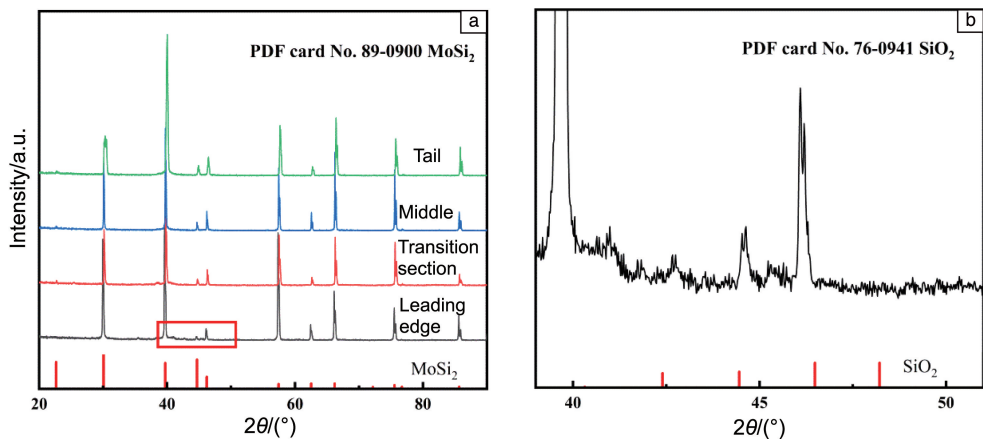 a
PDF card No. 89-0900 MoSi₂
Intensity/a.u.
Tail
Middle
Transition
section
Leading
edge
MoSi₂
20 40 60 80
2θ/(°)
b
PDF card No. 76-0941 SiO₂
SiO₂
40 45 50
2θ/(°)